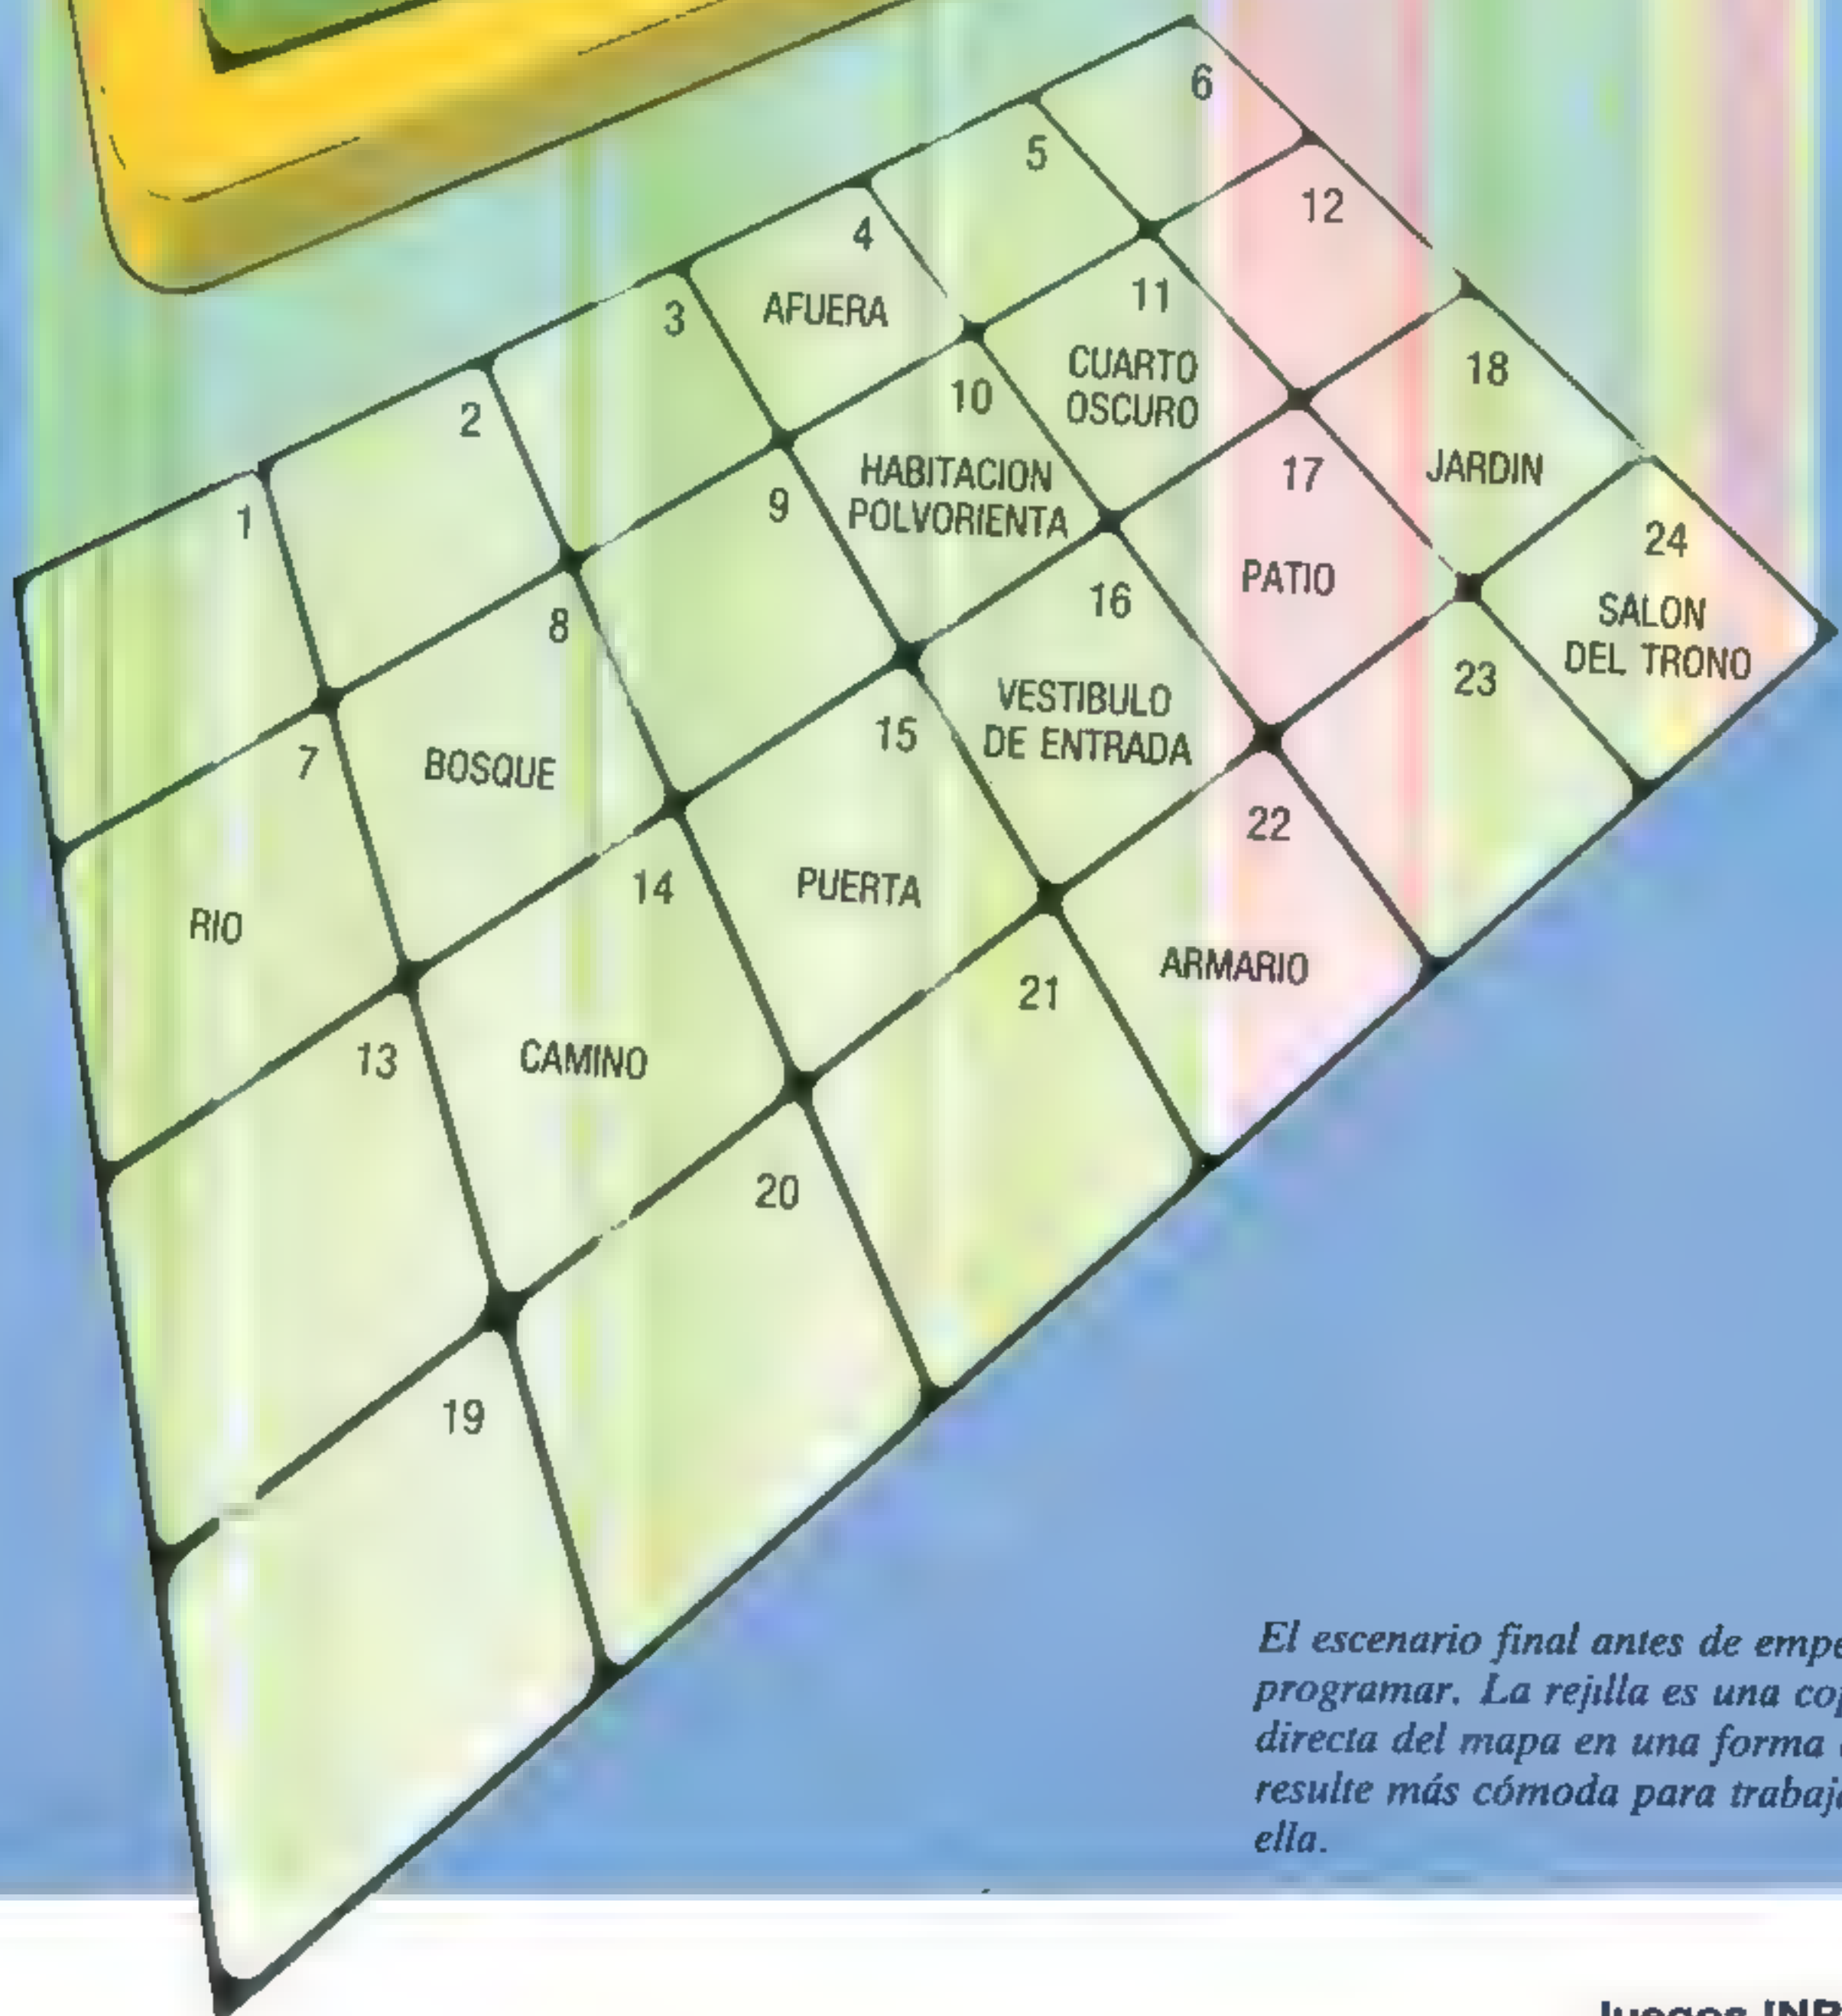 1
2
3
4
AFUERA
5
6
7
RIO
8
BOSQUE
9
10
HABITACION
POLVORIENTA
11
CUARTO
OSCURO
12
13
14
CAMINO
15
PUERTA
16
VESTIBULO
DE ENTRADA
17
PATIO
18
JARDIN
19
20
21
22
ARMARIO
23
24
SALON
DEL TRONO
El escenario final antes de
programar. La rejilla es una
directa del mapa en una forma
resulte más cómoda para
ella.